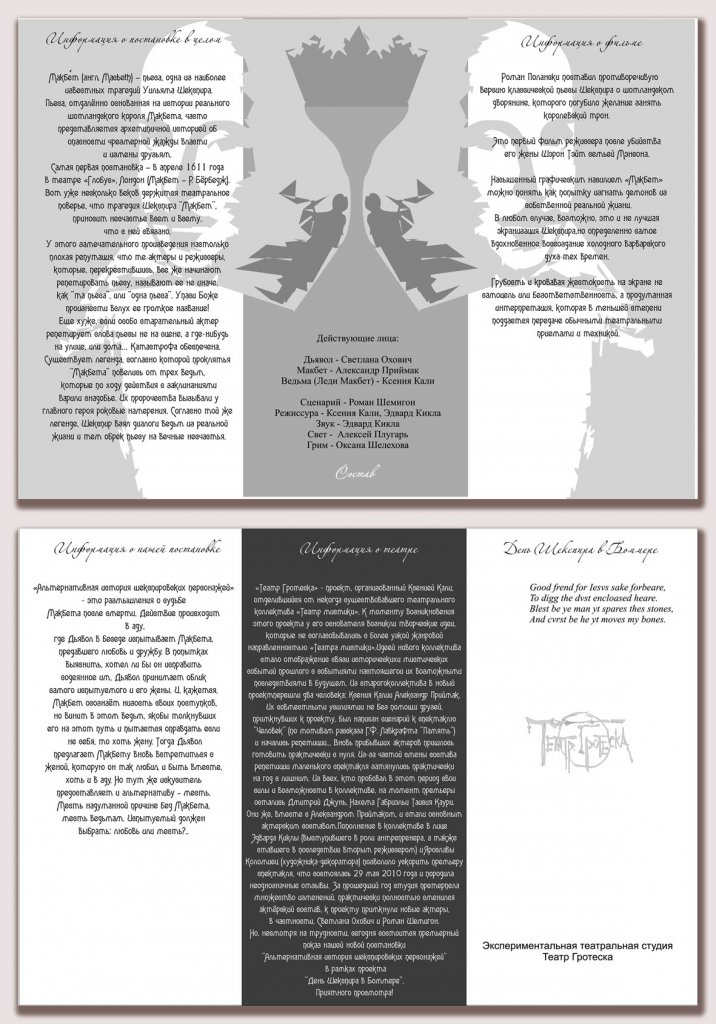 Информация о постановке в целом
Макбе́т (англ. Macbeth) – пьеса, одна из наиболее
известных трагедий Уильяма Шекспира.
Пьеса, отдалённо основанная на истории реального
шотландского короля Макбета, часто
представляется архетипичной историей об
опасности чрезмерной жажды власти
и измены друзьям.
Самая первая постановка – в апреле 1611 года
в театре «Глобус», Лондон (Макбет – Р. Бёрбедж).
Вот уже несколько веков держится театральное
поверье, что трагедия Шекспира "Макбет",
приносит несчастье всем и всему,
что с ней связано.
У этого замечательного произведения настолько
плохая репутация, что те актеры и режиссеры,
которые, перекрестившись, все же начинают
репетировать пьесу, называют ее не иначе,
как "та пьеса", или "одна пьеса". Упаси Боже
произнести вслух ее громкое название!
Еще хуже, если особо старательный актер
репетирует слова пьесы не на сцене, а где-нибудь
на улице, или дома... Катастрофа обеспечена.
Существует легенда, согласно которой проклятья
"Макбета" повелись от трех ведьм,
которые по ходу действия с заклинаниями
варили снадобье. Их пророчества вызывали у
главного героя роковые намерения. Согласно той же
легенде, Шекспир взял диалоги ведьм из реальной
жизни и тем обрек пьесу на вечные несчастья.
Действующие лица:
Дьявол - Светлана Охович
Макбет - Александр Приймак
Ведьма (Леди Макбет) - Ксения Кали
Сценарий - Роман Шемигон
Режиссура - Ксения Кали, Эдвард Кикла
Звук - Эдвард Кикла
Свет - Алексей Плугарь
Грим - Оксана Шелехова
Состав
Информация о фильме
Роман Полански поставил противоречивую
версию классической пьесы Шекспира о шотландском
дворянине, которого погубило желание занять
королевский трон.
Это первый фильм режиссера после убийства
его жены Шэрон Тэйт семьей Мэнсона.
Насыщенный графическим насилием «Макбет»
можно понять как попытку изгнать демонов из
собственной реальной жизни.
В любом случае, возможно, это и не лучшая
экранизация Шекспира,но определенно самое
вдохновенное воссоздание холодного варварского
духа тех времен.
Грубость и кровавая жестокость на экране не
самоцель или безответственность, а продуманная
интерпретация, которая в меньшей степени
поддается передаче обычными театральными
приемами и техникой.
Информация о нашей постановке
«Альтернативная история шекспировских персонажей»
- это размышления о судьбе
Макбета после смерти. Действие происходит
в аду,
где Дьявол в беседе испытывает Макбета,
предавшего любовь и дружбу. В попытках
выяснить, хотел ли бы он исправить
содеянное им, Дьявол принимает облик
самого испытуемого и его жены. И, кажется,
Макбет осознаёт низость своих поступков,
но винит в этом ведьм, якобы толкнувших
его на этот путь и пытается оправдать если
не себя, то хоть жену. Тогда Дьявол
предлагает Макбету вновь встретиться с
женой, которую он так любил, и быть вместе,
хоть и в аду. Но тут же искуситель
предоставляет и альтернативу – месть.
Месть надуманной причине бед Макбета,
месть ведьмам. Испытуемый должен
выбрать: любовь или месть?..
Информация о театре
«Театр Гротеска» - проект, организованный Ксенией Кали,
отделившийся от некогда существовавшего театрального
коллектива «Театр мистики». К моменту возникновения
этого проекта у его основателя возникли творческие идеи,
которые не согласовывались с более узкой жанровой
направленностью «Театра мистики».Идеей нового коллектива
стало отображение связи исторических и мистических
событий прошлого с событиями настоящего и их возможными
последствиями в будущем. Из старого коллектива в новый
проект перешли два человека: Ксения Кали и Александр Приймак.
Их совместными усилиями не без помощи друзей,
примкнувших к проекту, был написан сценарий к спектаклю
"Человек" (по мотивам рассказа Г.Ф. Лавкрафта "Память")
и начались репетиции... Вновь прибывших актеров пришлось
готовить практически с нуля. Из-за частой смены состава
репетиции маленького спектакля затянулись практически
на год с лишним. Из всех, кто пробовал в этот период свои
силы и возможности в коллективе, на момент премьеры
остались Дмитрий Джунь, Нахема Габриэлли Таисия Каури.
Они же, вместе с Александром Приймаком, и стали основным
актерским составом.Пополнение в коллективе в лице
Эдварда Киклы (выступившего в роли антрепренера, а также
ставшего в последствии вторым режиссером) и Ярославы
Коломиец (художника-декоратора) позволило ускорить премьеру
спектакля, что состоялась 29 мая 2010 года и породила
неоднозначные отзывы. За прошедший год студия претерпела
множество изменений, практически полностью сменился
актёрский состав, к проекту примкнули новые актеры,
в частности, Светлана Охович и Роман Шемигон.
Но, несмотря на трудности, сегодня состоится премьерный
показ нашей новой постановки
"Альтернативная история шекспировских персонажей"
в рамках проекта
"День Шекспира в Боммере".
Приятного просмотра!
День Шекспира в Боммере
Good frend for Iesvs sake forbeare,
To digg the dvst encloased heare.
Blest be ye man yt spares thes stones,
And cvrst be he yt moves my bones.
Театр Гротеска
Экспериментальная театральная студия
Театр Гротеска